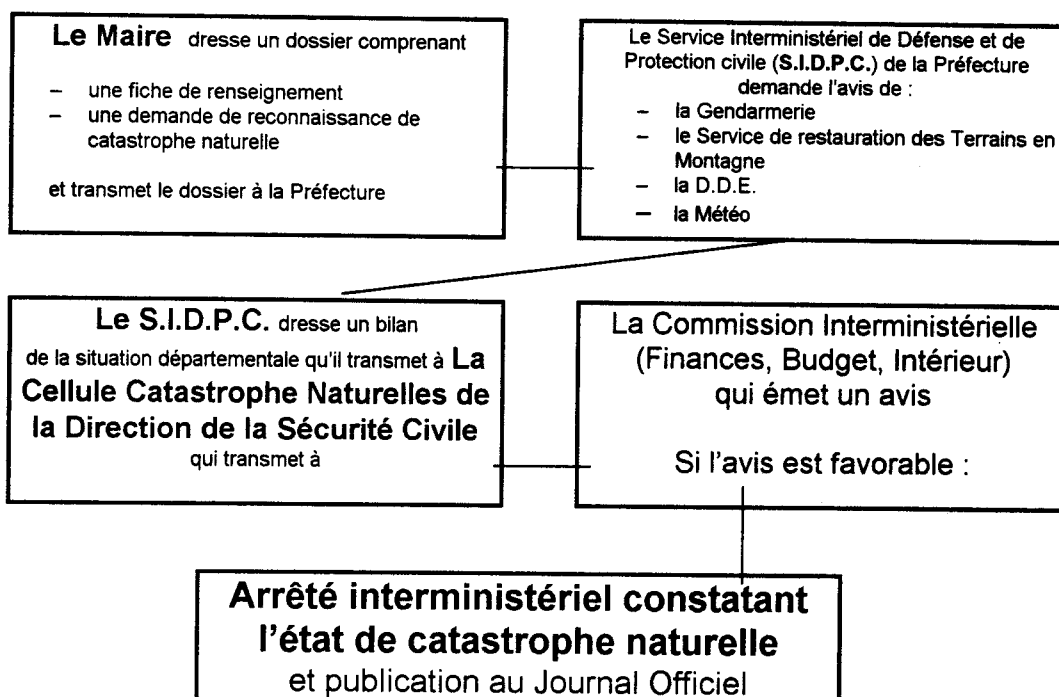 Le Maire dresse un dossier comprenant
– une fiche de renseignement
– une demande de reconnaissance de
catastrophe naturelle
et transmet le dossier à la Préfecture
Le Service Interministériel de Défense et de
Protection civile (S.I.D.P.C.) de la Préfecture
demande l'avis de :
– la Gendarmerie
– le Service de restauration des Terrains en
Montagne
– la D.D.E.
– la Météo
Le S.I.D.P.C. dresse un bilan
de la situation départementale qu'il transmet à La
Cellule Catastrophe Naturelles de
la Direction de la Sécurité Civile
qui transmet à
La Commission Interministérielle
(Finances, Budget, Intérieur)
qui émet un avis
Si l'avis est favorable :
Arrêté interministériel constatant
l'état de catastrophe naturelle
et publication au Journal Officiel